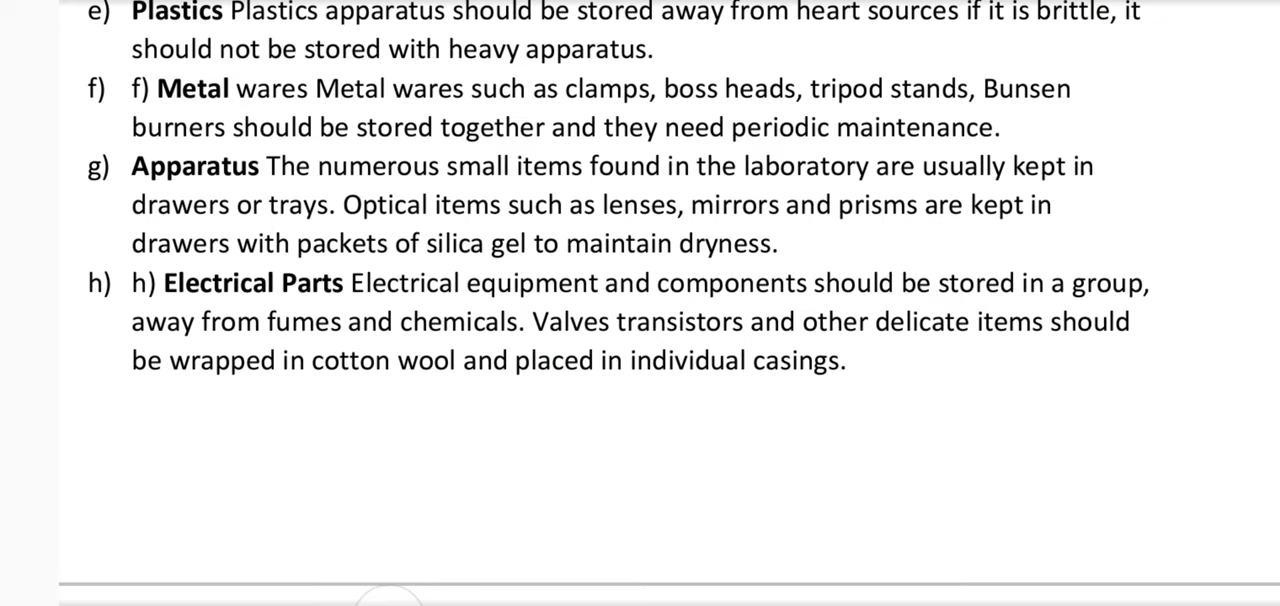 e) Plastics Plastics apparatus should be stored away from heart sources if it is brittle, it
should not be stored with heavy apparatus.
f) f) Metal wares Metal wares such as clamps, boss heads, tripod stands, Bunsen
burners should be stored together and they need periodic maintenance.
g) Apparatus The numerous small items found in the laboratory are usually kept in
drawers or trays. Optical items such as lenses, mirrors and prisms are kept in
drawers with packets of silica gel to maintain dryness.
h) h) Electrical Parts Electrical equipment and components should be stored in a group,
away from fumes and chemicals. Valves transistors and other delicate items should
be wrapped in cotton wool and placed in individual casings.